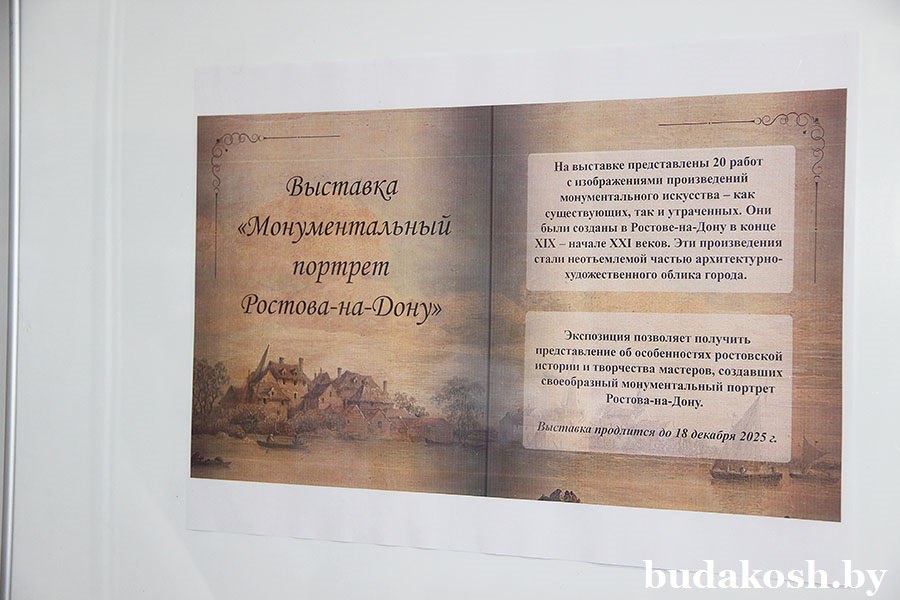 Выставка
«Монументальный
портрет
Ростова-на-Дону»
На выставке представлены 20 работ
с изображениями произведений
монументального искусства – как
существующих, так и утраченных. Они
были созданы в Ростове-на-Дону в конце
XIX – начале XXI веков. Эти произведения
стали неотъемлемой частью архитектурно-
художественного облика города.
Экспозиция позволяет получить
представление об особенностях ростовской
истории и творчества мастеров, создавших
своеобразный монументальный портрет
Ростова-на-Дону.
Выставка продлится до 18 декабря 2025 г.
budakosh.by